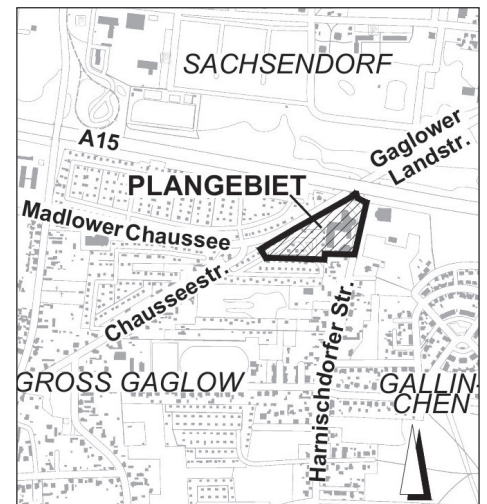 SACHSENDORF
A15
Gaglower
Landstr.
PLANGEBIET
Madlower Chaussee
Chausseestr.
Harnischdorfer Str.
GROSS GAGLOW
GALLIN-
CHEN